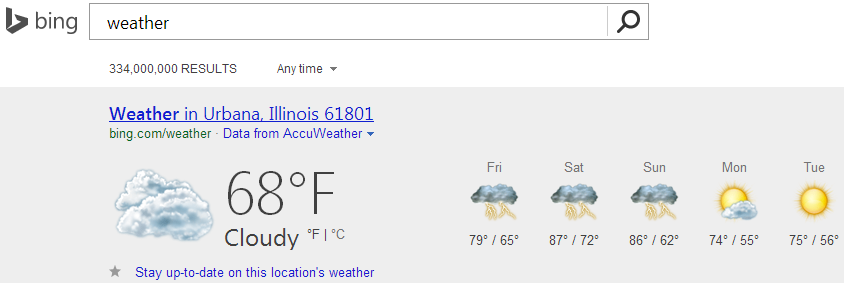 bing weather
334,000,000 RESULTS Any time
Weather in Urbana, Illinois 61801
bing.com/weather · Data from AccuWeather
68°F
Cloudy °F | °C
Fri Sat Sun Mon Tue
79° / 65° 87° / 72° 86° / 62° 74° / 55° 75° / 56°
Stay up-to-date on this location's weather